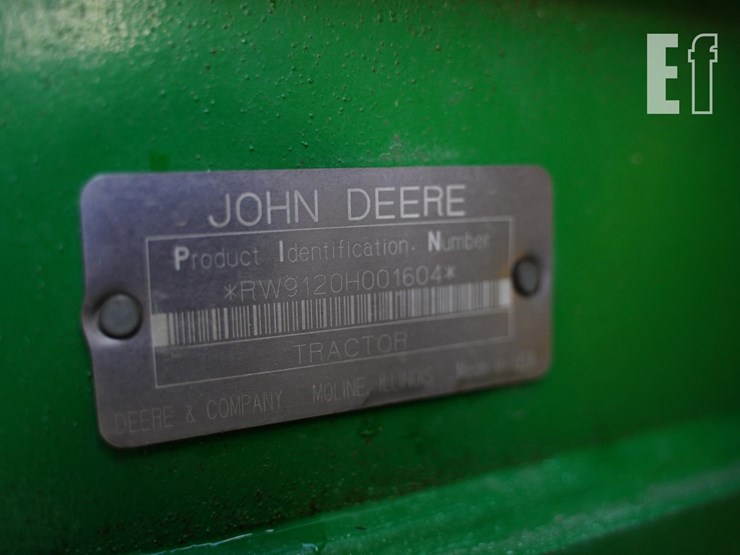 Ef
JOHN DEERE
Product Identification Number
*RW9120H001604*
TRACTOR
DEERE & COMPANY MOLINE, ILLINOIS Made in USA